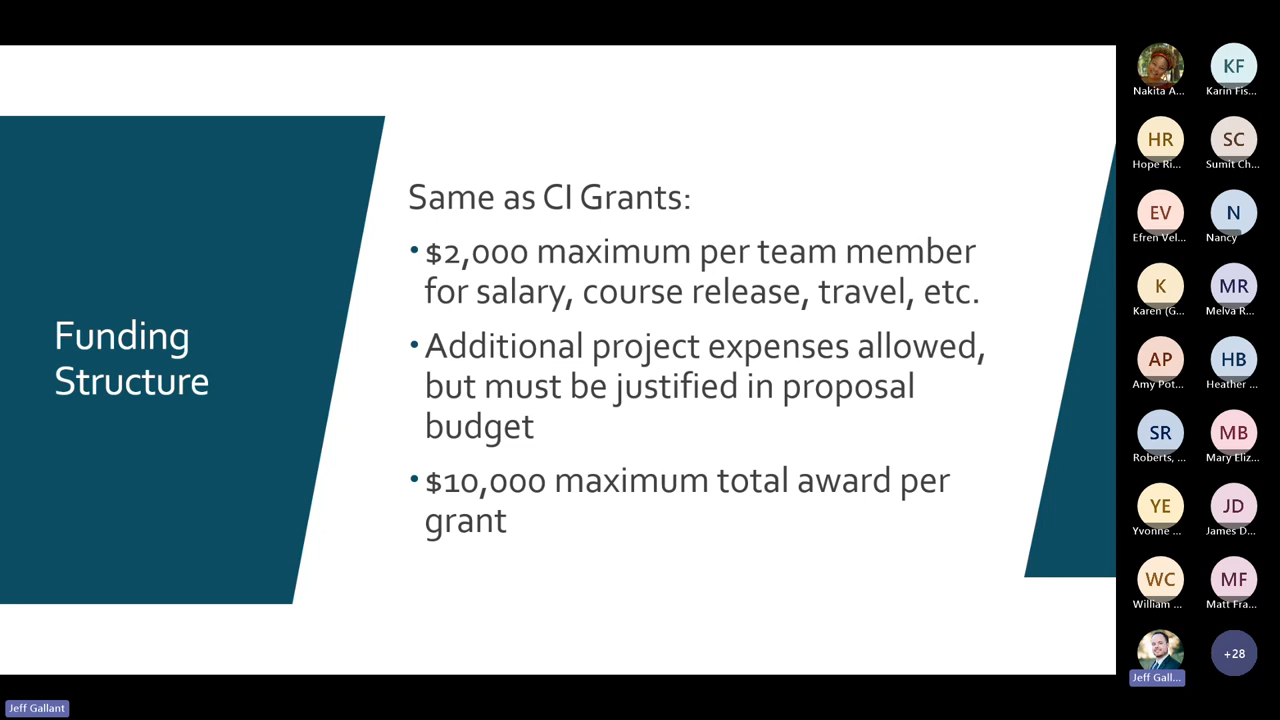 Funding
Structure
Same as CI Grants:
• $2,000 maximum per team member
for salary, course release, travel, etc.
• Additional project expenses allowed,
but must be justified in proposal
budget
• $10,000 maximum total award per
grant
Nakita A...
KF
Karin Fis...
HR
Hope Ri...
SC
Sumit Ch...
EV
Efren Vel...
N
Nancy
K
Karen (G...
MR
Melva R...
AP
Amy Pot...
HB
Heather ...
SR
Roberts, ...
MB
Mary Eliz...
YE
Yvonne ...
JD
James D...
WC
William ...
MF
Matt Fra...
Jeff Gall...
+28
Jeff Gallant